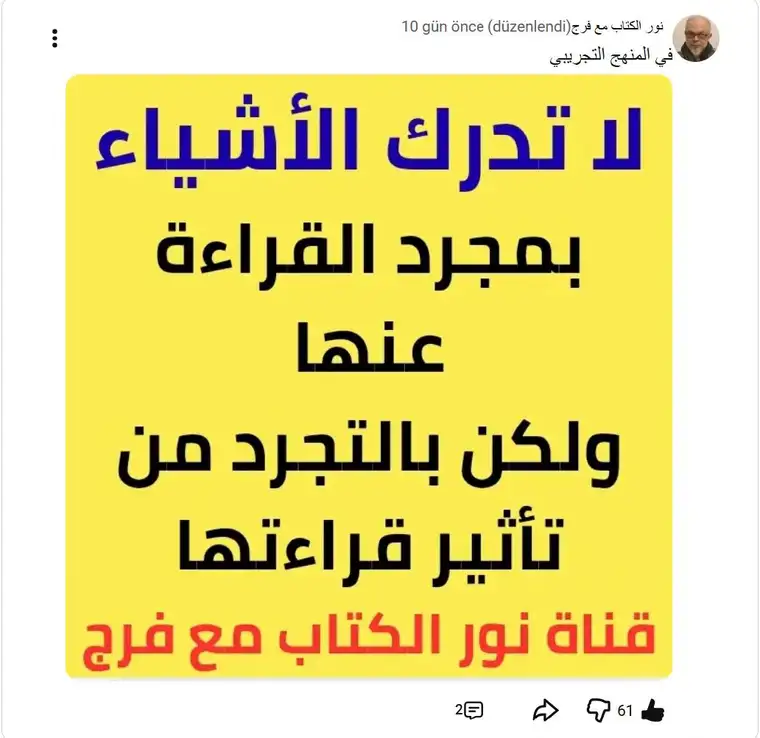 نور الكتاب مع فرج 10 gün önce (düzenlendi)
في المنهج التجريبي
لا تدرك الأشياء
بمجرد القراءة
عنها
ولكن بالتجرد من
تأثير قراءتها
قناة نور الكتاب مع فرج
61 2